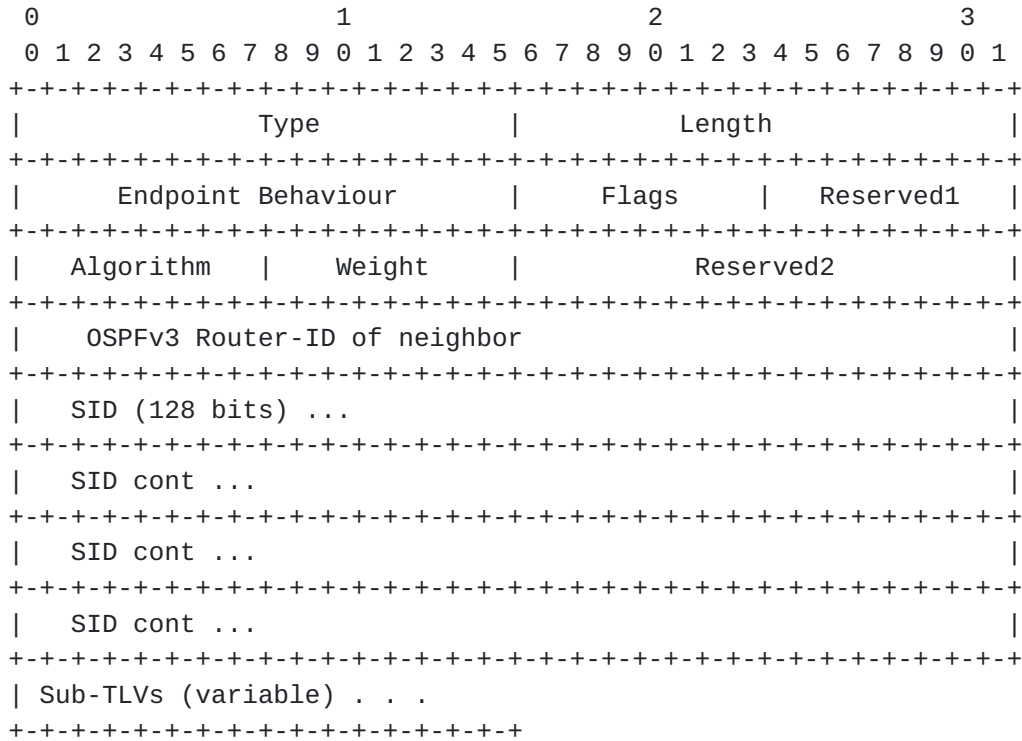 0                   1                   2                   3
 0 1 2 3 4 5 6 7 8 9 0 1 2 3 4 5 6 7 8 9 0 1 2 3 4 5 6 7 8 9 0 1
+-+-+-+-+-+-+-+-+-+-+-+-+-+-+-+-+-+-+-+-+-+-+-+-+-+-+-+-+-+-+-+-+
|               Type            |          Length               |
+-+-+-+-+-+-+-+-+-+-+-+-+-+-+-+-+-+-+-+-+-+-+-+-+-+-+-+-+-+-+-+-+
|      Endpoint Behaviour       |     Flags     |   Reserved1   |
+-+-+-+-+-+-+-+-+-+-+-+-+-+-+-+-+-+-+-+-+-+-+-+-+-+-+-+-+-+-+-+-+
|   Algorithm   |    Weight     |           Reserved2           |
+-+-+-+-+-+-+-+-+-+-+-+-+-+-+-+-+-+-+-+-+-+-+-+-+-+-+-+-+-+-+-+-+
|    OSPFv3 Router-ID of neighbor                               |
+-+-+-+-+-+-+-+-+-+-+-+-+-+-+-+-+-+-+-+-+-+-+-+-+-+-+-+-+-+-+-+-+
|   SID (128 bits) ...                                          |
+-+-+-+-+-+-+-+-+-+-+-+-+-+-+-+-+-+-+-+-+-+-+-+-+-+-+-+-+-+-+-+-+
|   SID cont ...                                                |
+-+-+-+-+-+-+-+-+-+-+-+-+-+-+-+-+-+-+-+-+-+-+-+-+-+-+-+-+-+-+-+-+
|   SID cont ...                                                |
+-+-+-+-+-+-+-+-+-+-+-+-+-+-+-+-+-+-+-+-+-+-+-+-+-+-+-+-+-+-+-+-+
|   SID cont ...                                                |
+-+-+-+-+-+-+-+-+-+-+-+-+-+-+-+-+-+-+-+-+-+-+-+-+-+-+-+-+-+-+-+-+
| Sub-TLVs (variable) . . .
+-+-+-+-+-+-+-+-+-+-+-+-+-+-+-+-+